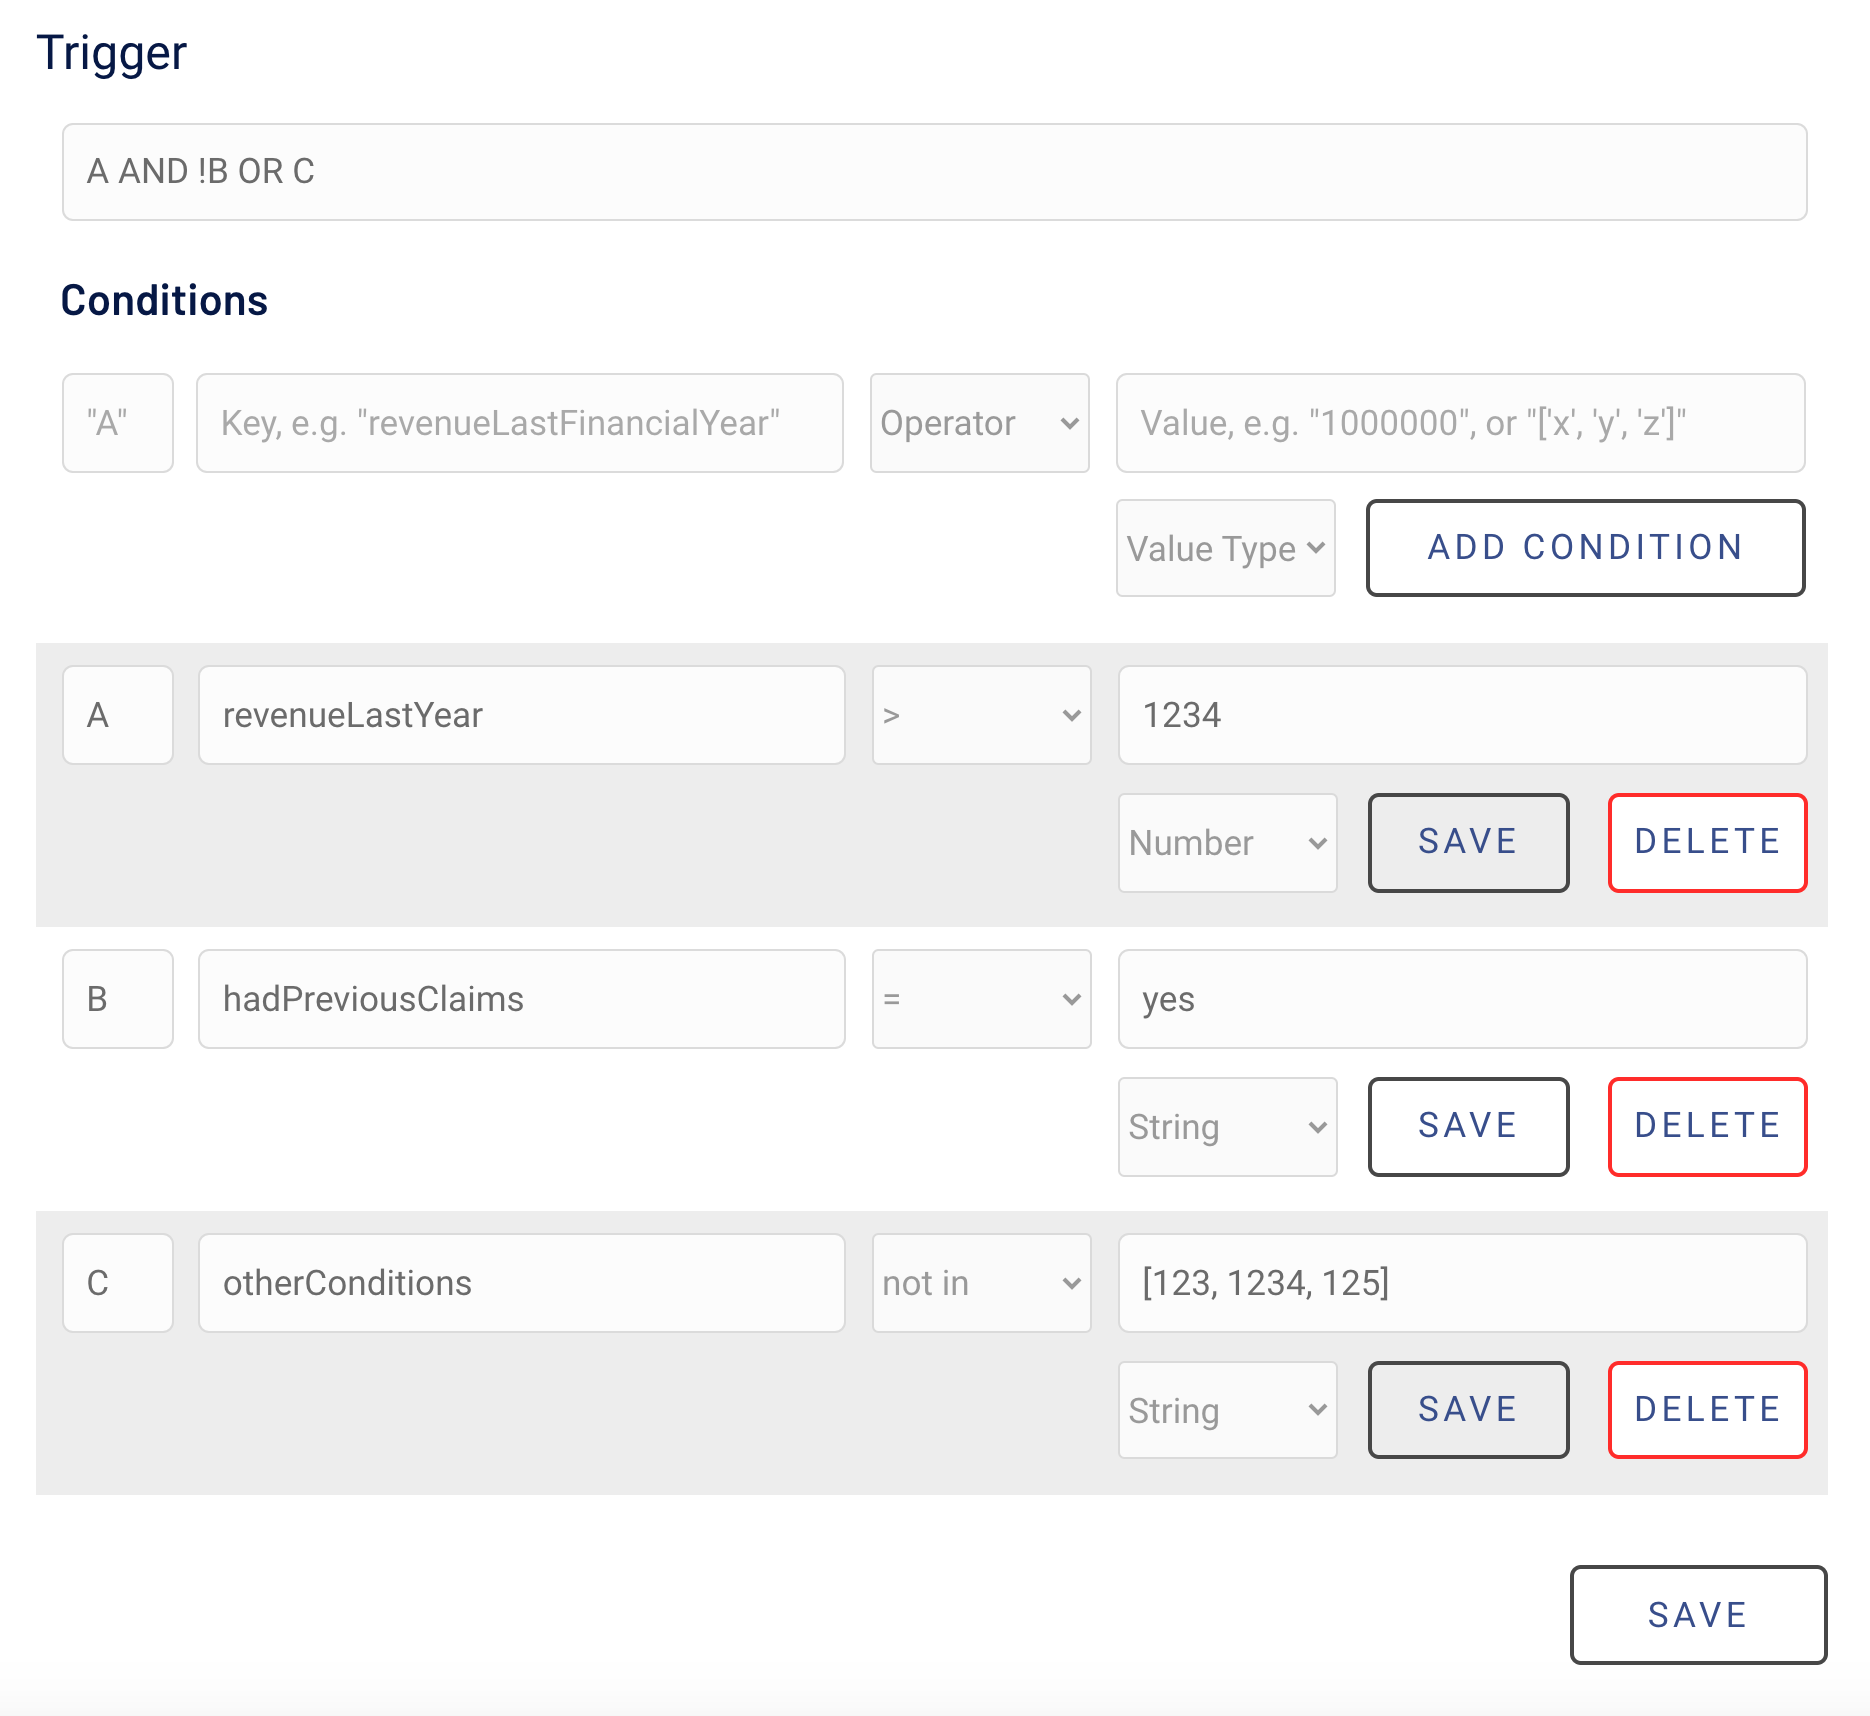 Trigger
A AND !B OR C
Conditions
"A" Key, e.g. "revenueLastFinancialYear" Operator Value, e.g. "1000000", or "['x', 'y', 'z']"
Value Type ADD CONDITION
A revenueLastYear > 1234
Number SAVE DELETE
B hadPreviousClaims = yes
String SAVE DELETE
C otherConditions not in [123, 1234, 125]
String SAVE DELETE
SAVE